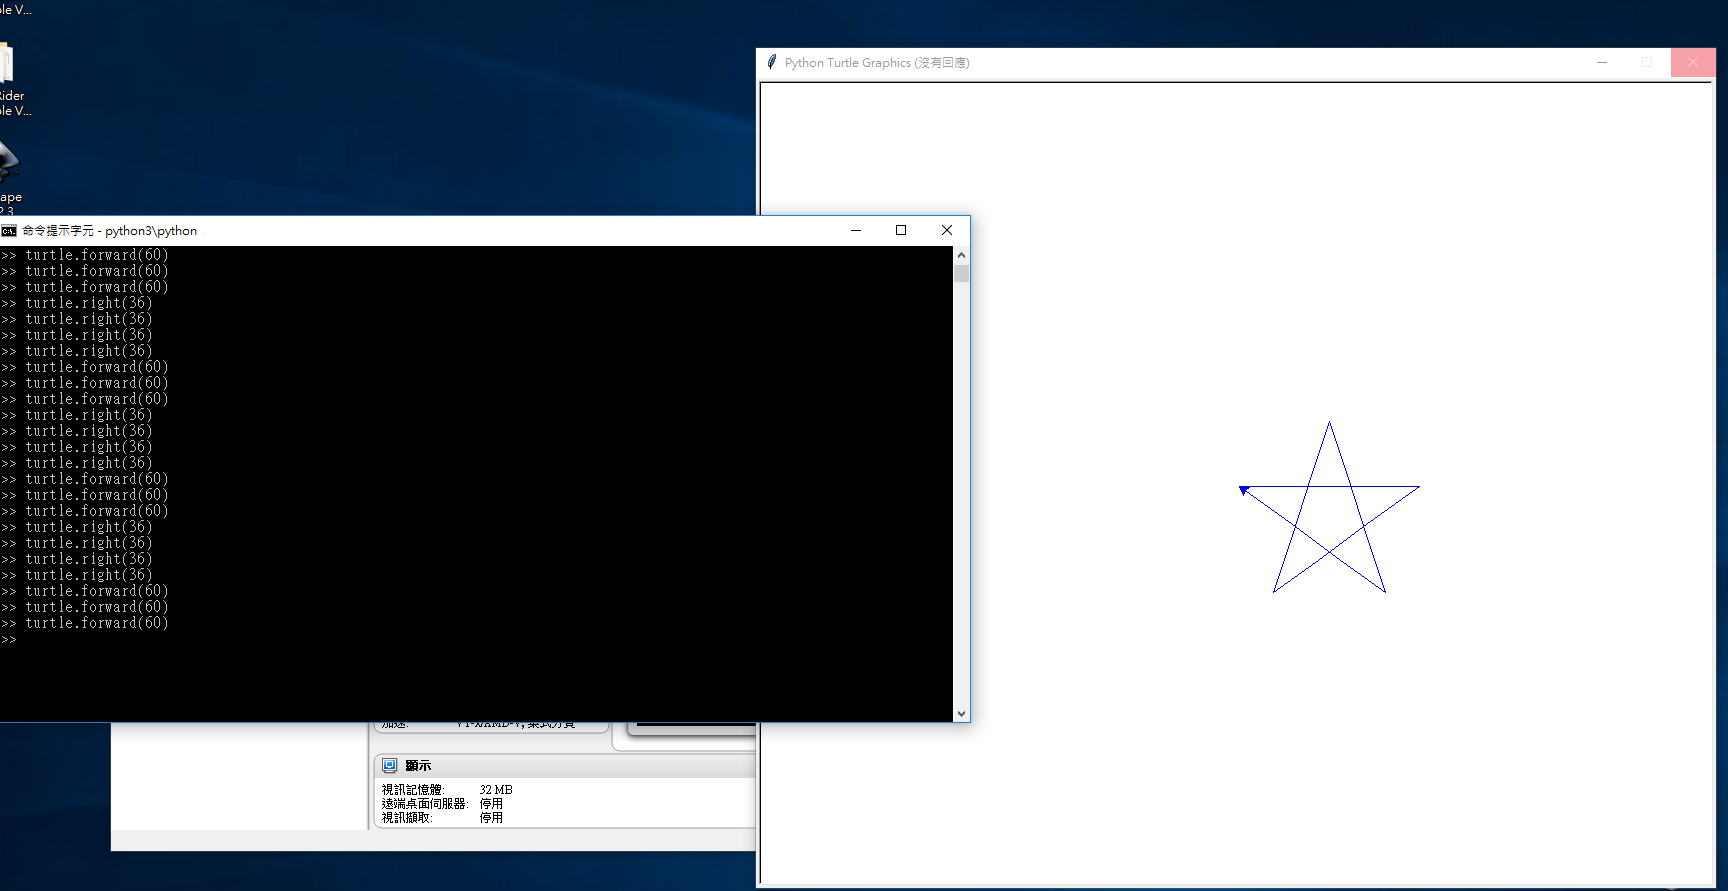 le V...
Rider
ble V...
ape
2.3
Python Turtle Graphics (沒有回應)
命令提示字元 - python3\python
>> turtle.forward(60)
>> turtle.forward(60)
>> turtle.forward(60)
>> turtle.right(36)
>> turtle.right(36)
>> turtle.right(36)
>> turtle.right(36)
>> turtle.forward(60)
>> turtle.forward(60)
>> turtle.forward(60)
>> turtle.right(36)
>> turtle.right(36)
>> turtle.right(36)
>> turtle.right(36)
>> turtle.forward(60)
>> turtle.forward(60)
>> turtle.forward(60)
>> turtle.right(36)
>> turtle.right(36)
>> turtle.right(36)
>> turtle.right(36)
>> turtle.forward(60)
>> turtle.forward(60)
>> turtle.forward(60)
>>
顯示
視訊記憶體: 32 MB
遠端桌面伺服器: 停用
視訊擷取: 停用